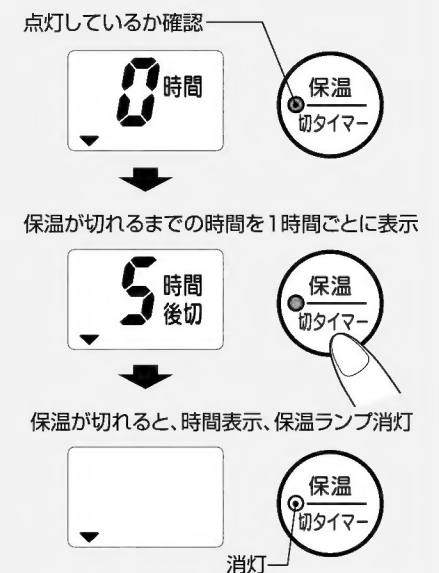 点灯しているか確認
0時間
保温
切タイマー
保温が切れるまでの時間を1時間ごとに表示
5時間
後切
保温
切タイマー
保温が切れると、時間表示、保温ランプ消灯
保温
切タイマー
消灯